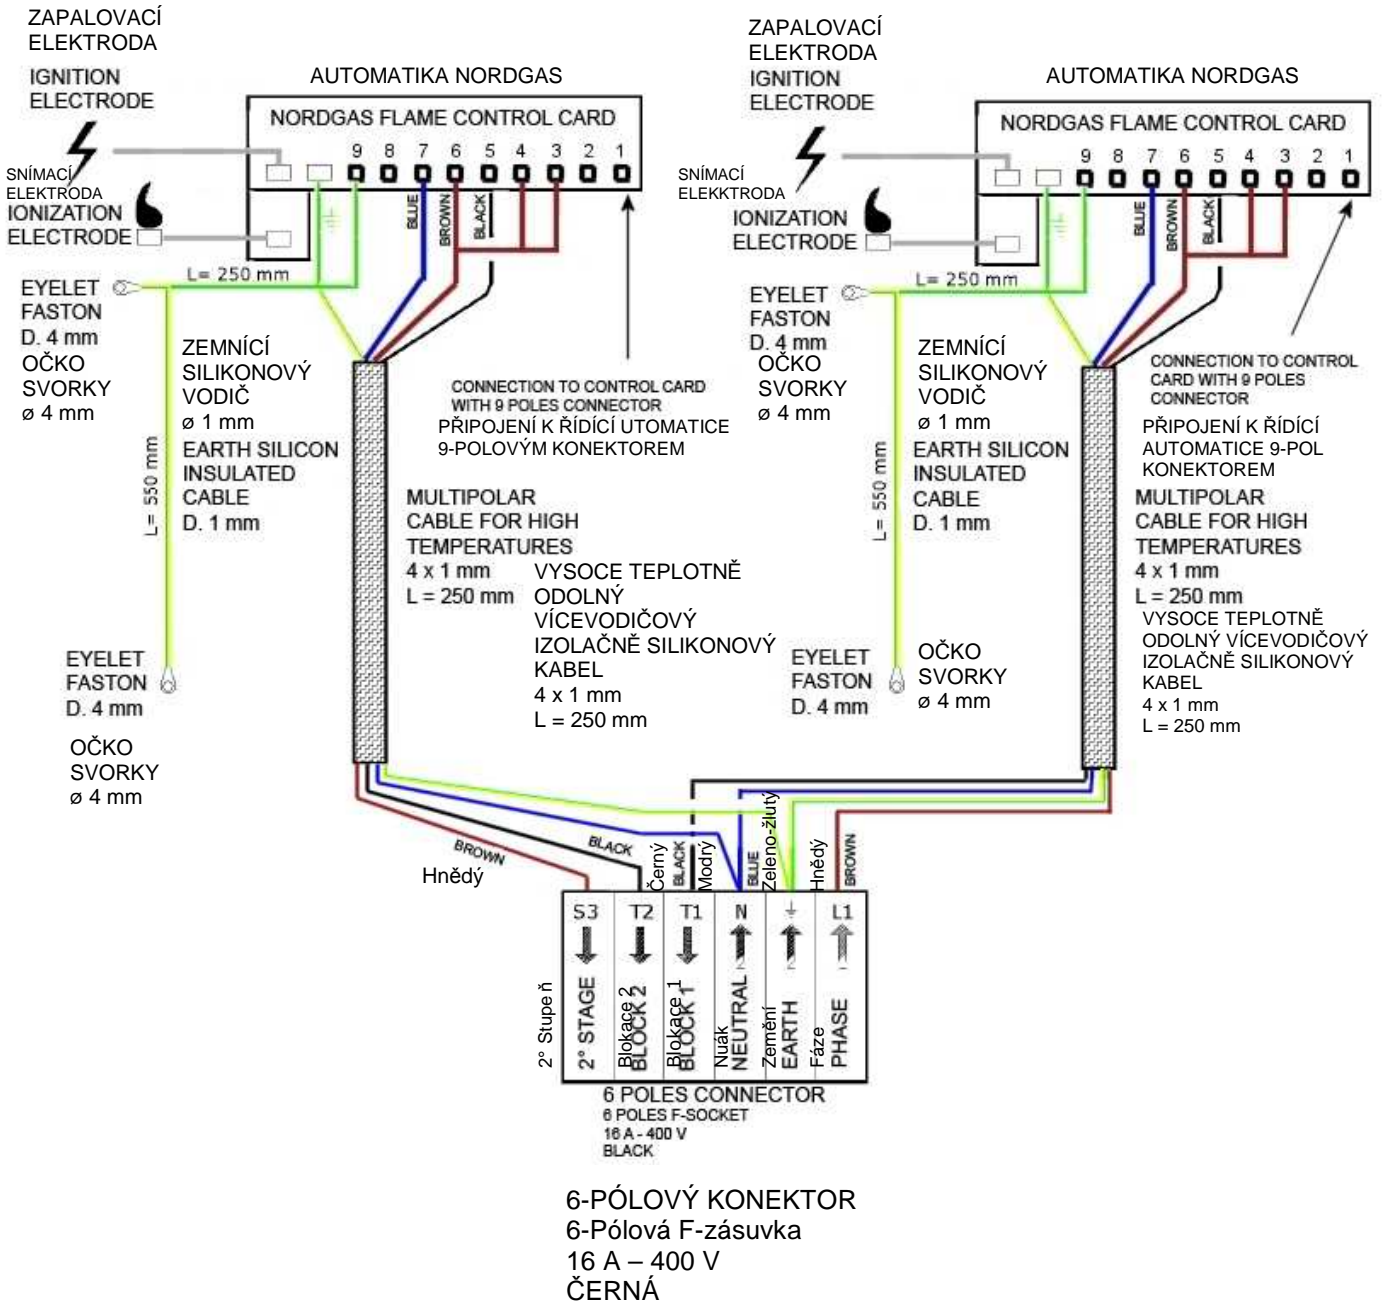 ZAPALOVACÍ
ELEKTRODA
IGNITION
ELECTRODE
AUTOMATIKA NORDGAS
NORDGAS FLAME CONTROL CARD
9 8 7 6 5 4 3 2 1
SNÍMACÍ
ELEKKTRODA
IONIZATION
ELECTRODE
BLUE
BROWN
BLACK
L= 250 mm
EYELET
FASTON
D. 4 mm
OČKO
SVORKY
ø 4 mm
ZEMNÍCÍ
SILIKONOVÝ
VODIČ
ø 1 mm
EARTH SILICON
INSULATED
CABLE
D. 1 mm
L= 550 mm
CONNECTION TO CONTROL CARD
WITH 9 POLES CONNECTOR
PŘIPOJENÍ K ŘÍDÍCÍ UTOMATICE
9-POLOVÝM KONEKTOREM
MULTIPOLAR
CABLE FOR HIGH
TEMPERATURES
4 x 1 mm
L = 250 mm
VYSOCE TEPLOTNĚ
ODOLNÝ
VÍCEVODIČOVÝ
IZOLAČNĚ SILIKONOVÝ
KABEL
4 x 1 mm
L = 250 mm
EYELET
FASTON
D. 4 mm
OČKO
SVORKY
ø 4 mm
ZAPALOVACÍ
ELEKTRODA
IGNITION
ELECTRODE
AUTOMATIKA NORDGAS
NORDGAS FLAME CONTROL CARD
9 8 7 6 5 4 3 2 1
SNÍMACÍ
ELEKKTRODA
IONIZATION
ELECTRODE
BLUE
BROWN
BLACK
L= 250 mm
EYELET
FASTON
D. 4 mm
OČKO
SVORKY
ø 4 mm
ZEMNÍCÍ
SILIKONOVÝ
VODIČ
ø 1 mm
EARTH SILICON
INSULATED
CABLE
D. 1 mm
L= 550 mm
CONNECTION TO CONTROL
CARD WITH 9 POLES
CONNECTOR
PŘIPOJENÍ K ŘÍDÍCÍ
AUTOMATICE 9-POL
KONEKTOREM
MULTIPOLAR
CABLE FOR HIGH
TEMPERATURES
4 x 1 mm
L = 250 mm
VYSOCE TEPLOTNĚ
ODOLNÝ VÍCEVODIČOVÝ
IZOLAČNĚ SILIKONOVÝ
KABEL
4 x 1 mm
L = 250 mm
EYELET
FASTON
D. 4 mm
OČKO
SVORKY
ø 4 mm
BROWN
Hnědý
BLACK
Černý
BLACK
Modrý
BLUE
Zeleno-žlutý
Hnědý
BROWN
S3 T2 T1 N L1
2° Stupeň
2° STAGE
Blokace 2
BLOCK 2
Blokace 1
BLOCK 1
Nuák
NEUTRAL
Zemění
EARTH
Fáze
PHASE
6 POLES CONNECTOR
6 POLES F-SOCKET
16 A - 400 V
BLACK
6-PÓLOVÝ KONEKTOR
6-Pólová F-zásuvka
16 A – 400 V
ČERNÁ